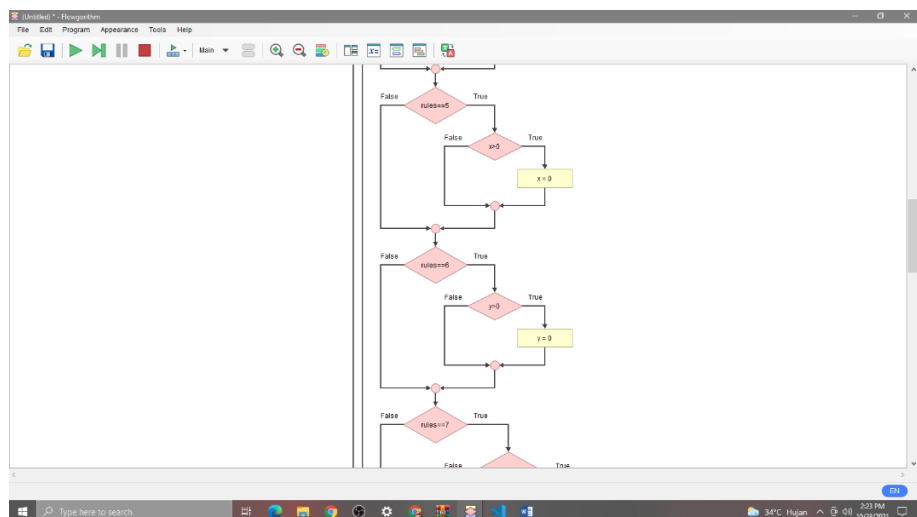 (Untitled) * - Flowgorithm
File Edit Program Appearance Tools Help
Main
False rules==5 True
False x>0 True
x = 0
False rules==6 True
False y>0 True
y = 0
False rules==7 True
False True
EN
Type here to search
34°C Hujan
2:23 PM